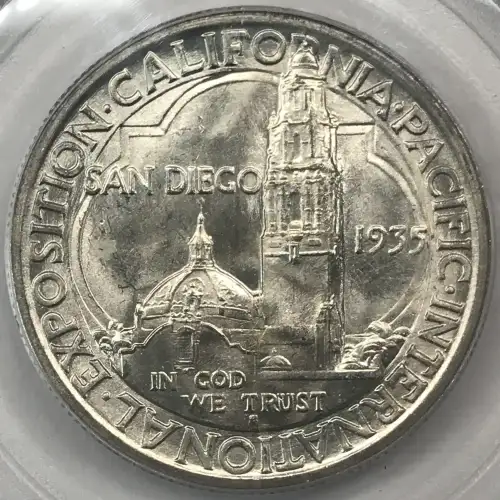 CALIFORNIA · PACIFIC · INTERNATIONAL · EXPOSITION ·
SAN DIEGO
1935
IN GOD
WE TRUST
S